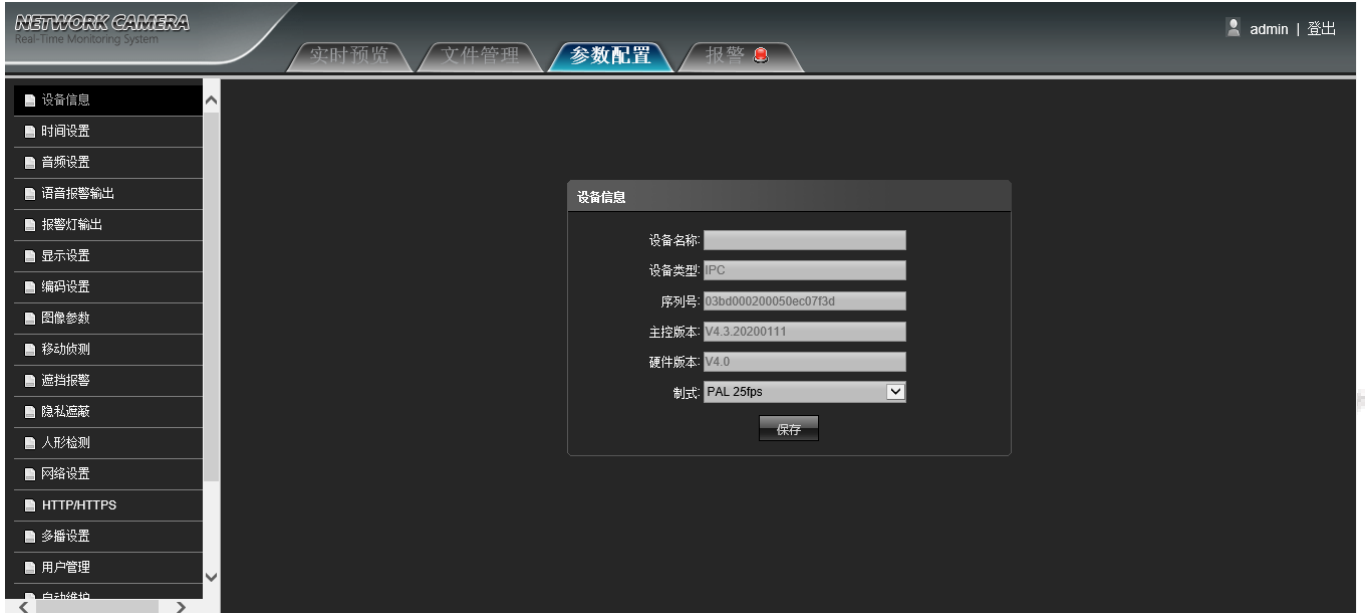 NETWORK CAMERA
Real-Time Monitoring System
实时预览
文件管理
参数配置
报警
admin | 登出
设备信息
时间设置
音频设置
语音报警输出
报警灯输出
显示设置
编码设置
图像参数
移动侦测
遮挡报警
隐私遮蔽
人形检测
网络设置
HTTP/HTTPS
多播设置
用户管理
自动维护
设备信息
设备名称:
设备类型: IPC
序列号: 03bd000200050ec07f3d
主控版本: V4.3.20200111
硬件版本: V4.0
制式: PAL 25fps
保存